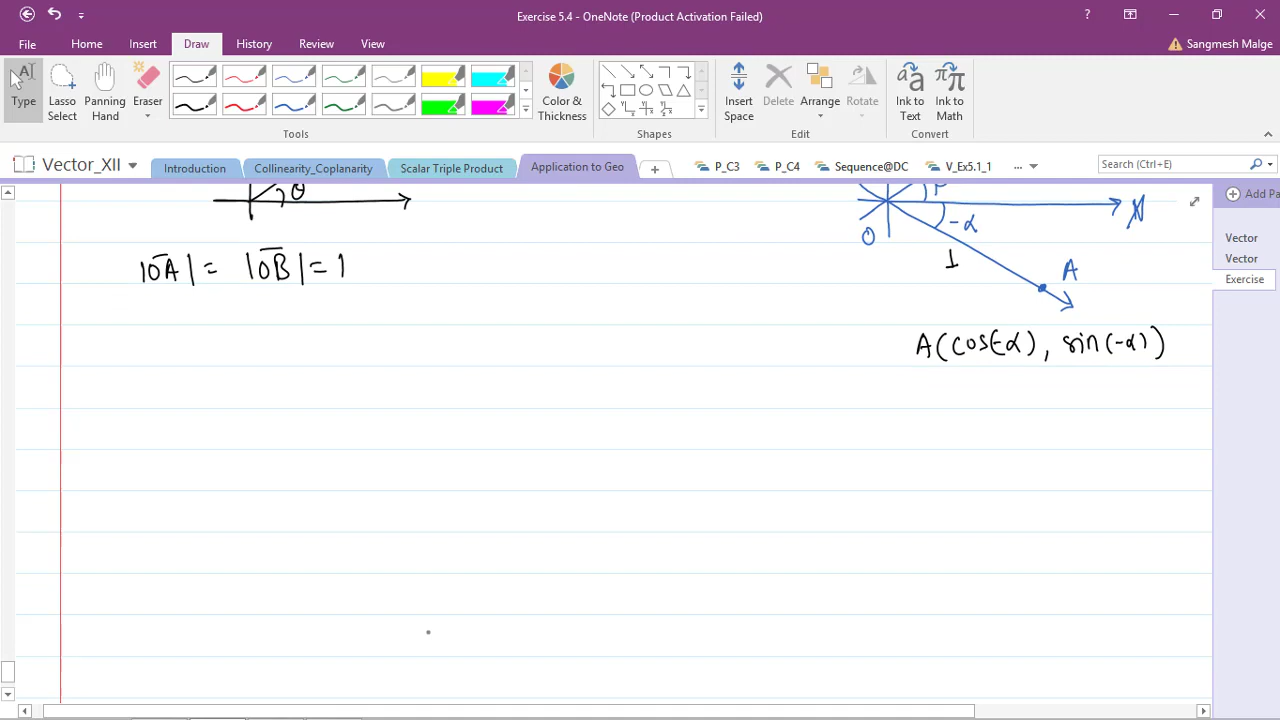 Exercise 5.4 - OneNote (Product Activation Failed)
?
File Home Insert Draw History Review View Sangmesh Malge
Type Lasso Select Panning Hand Eraser Color & Thickness Insert Space Delete Arrange Rotate Ink to Text Ink to Math
Tools Shapes Edit Convert
Vector_XII Introduction Collinearity_Coplanarity Scalar Triple Product Application to Geo + P_C3 P_C4 Sequence@DC V_Ex5.1_1 ... Search (Ctrl+E)
Add Pa
Vector
Vector
Exercise
θ
X
O -α
|OA| = |OB| = 1
1 A
A(cos(-α), sin(-α))